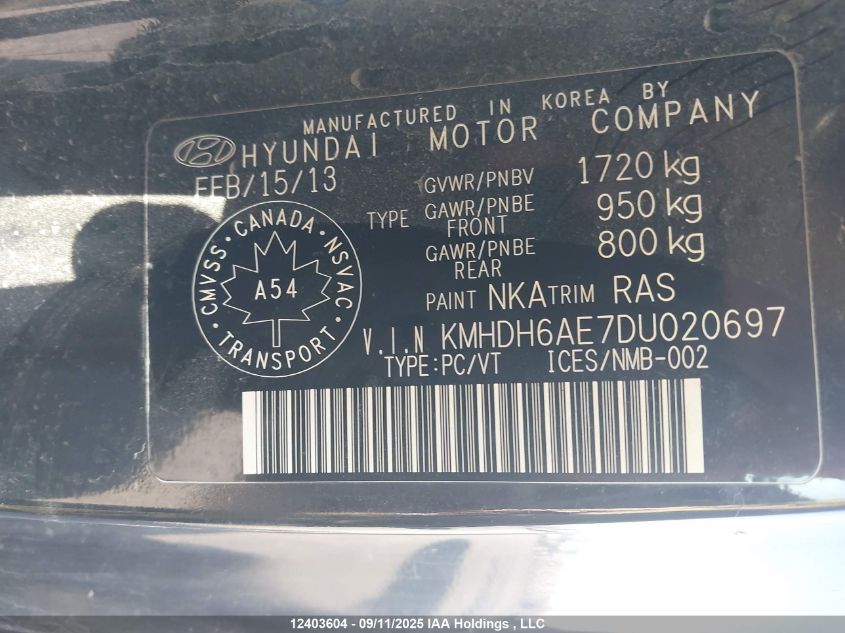 MANUFACTURED IN KOREA BY
HYUNDAI MOTOR COMPANY
FEB/15/13
GVWR/PNBV 1720 kg
TYPE GAWR/PNBE FRONT 950 kg
GAWR/PNBE REAR 800 kg
CMVSS · CANADA · NSVAC · TRANSPORT ·
A54
PAINT NKA TRIM RAS
V.I.N KMHDH6AE7DU020697
TYPE:PC/VT ICES/NMB-002
12403604 - 09/11/2025 IAA Holdings , LLC